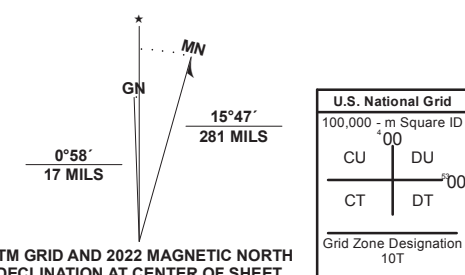 ★
MN
GN
15°47´
281 MILS
0°58´
17 MILS
TM GRID AND 2022 MAGNETIC NORTH
DECLINATION AT CENTER OF SHEET
U.S. National Grid
100,000 - m Square ID
⁴00
CU DU
⁵³00
CT DT
Grid Zone Designation
10T